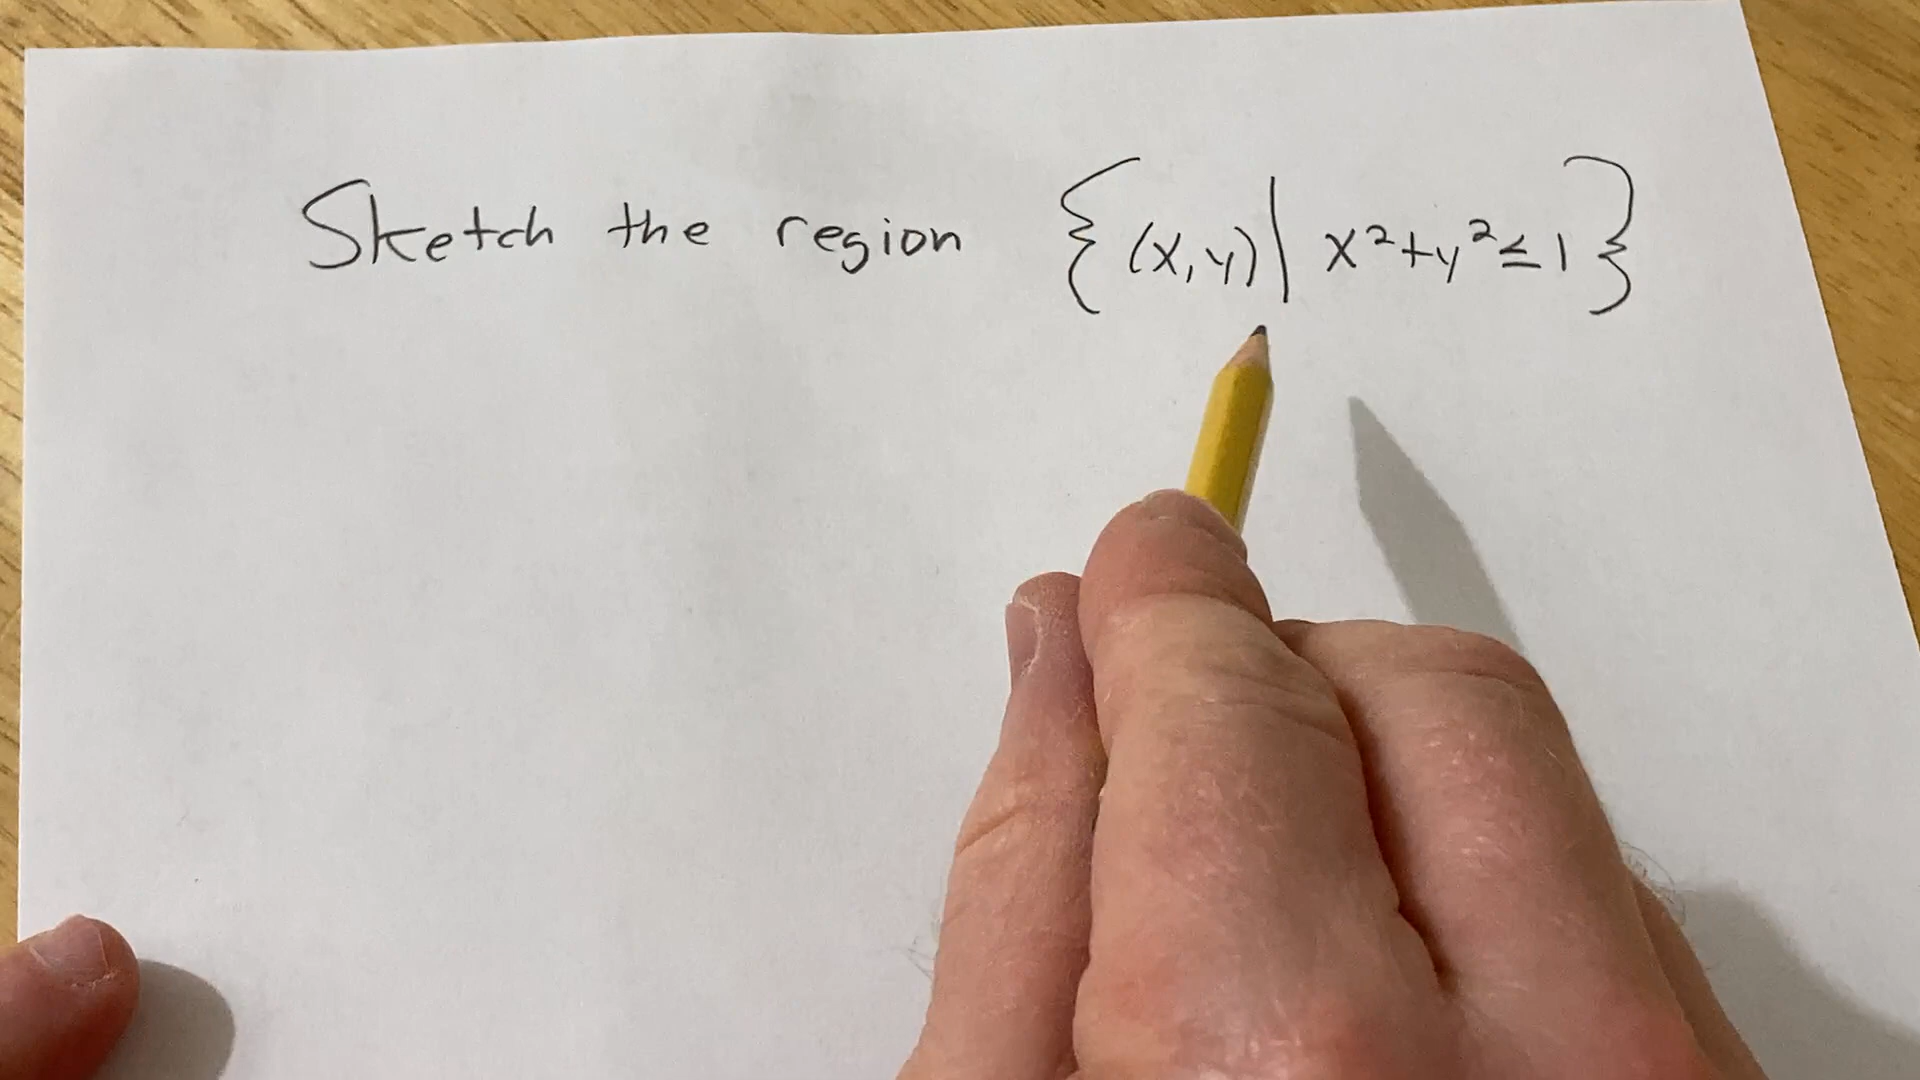 Sketch the region {(x,y)| x²+y²≤1}